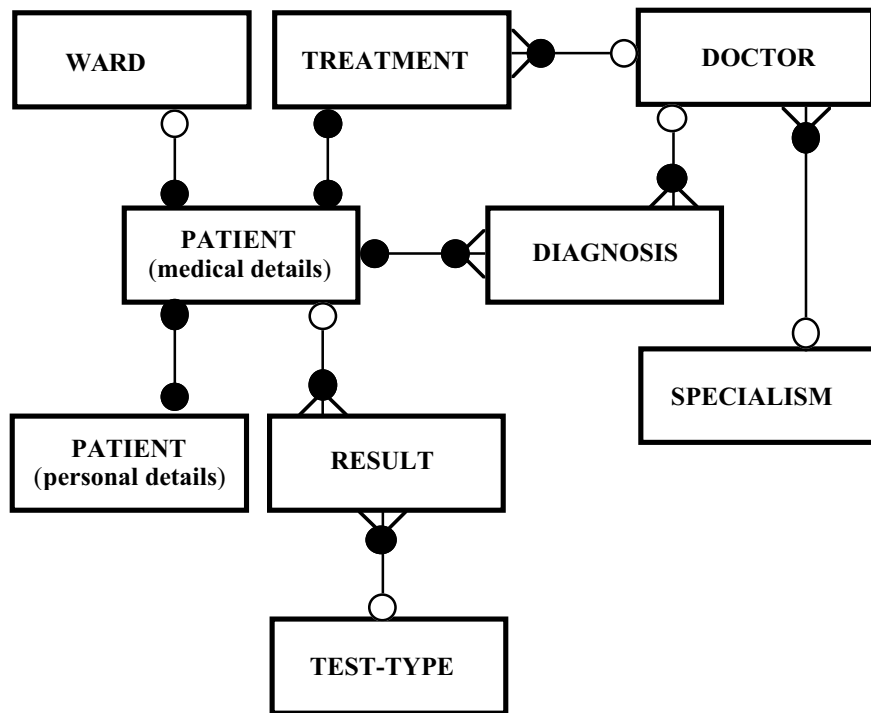 WARD
TREATMENT
DOCTOR
PATIENT
(medical details)
DIAGNOSIS
SPECIALISM
PATIENT
(personal details)
RESULT
TEST-TYPE